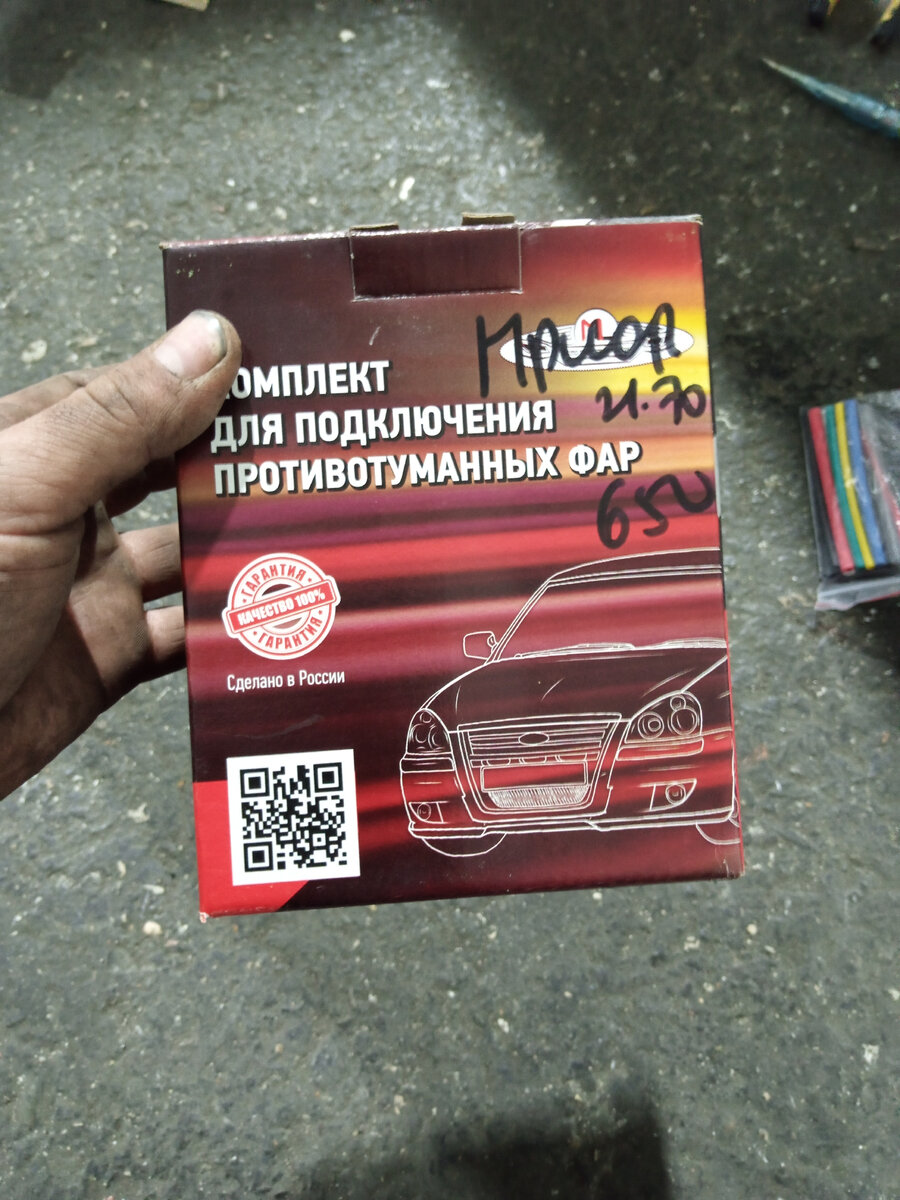 Приор
21.70
КОМПЛЕКТ
ДЛЯ ПОДКЛЮЧЕНИЯ
ПРОТИВОТУМАННЫХ ФАР
650
ГАРАНТИЯ
КАЧЕСТВО 100%
ГАРАНТИЯ
Сделано в России